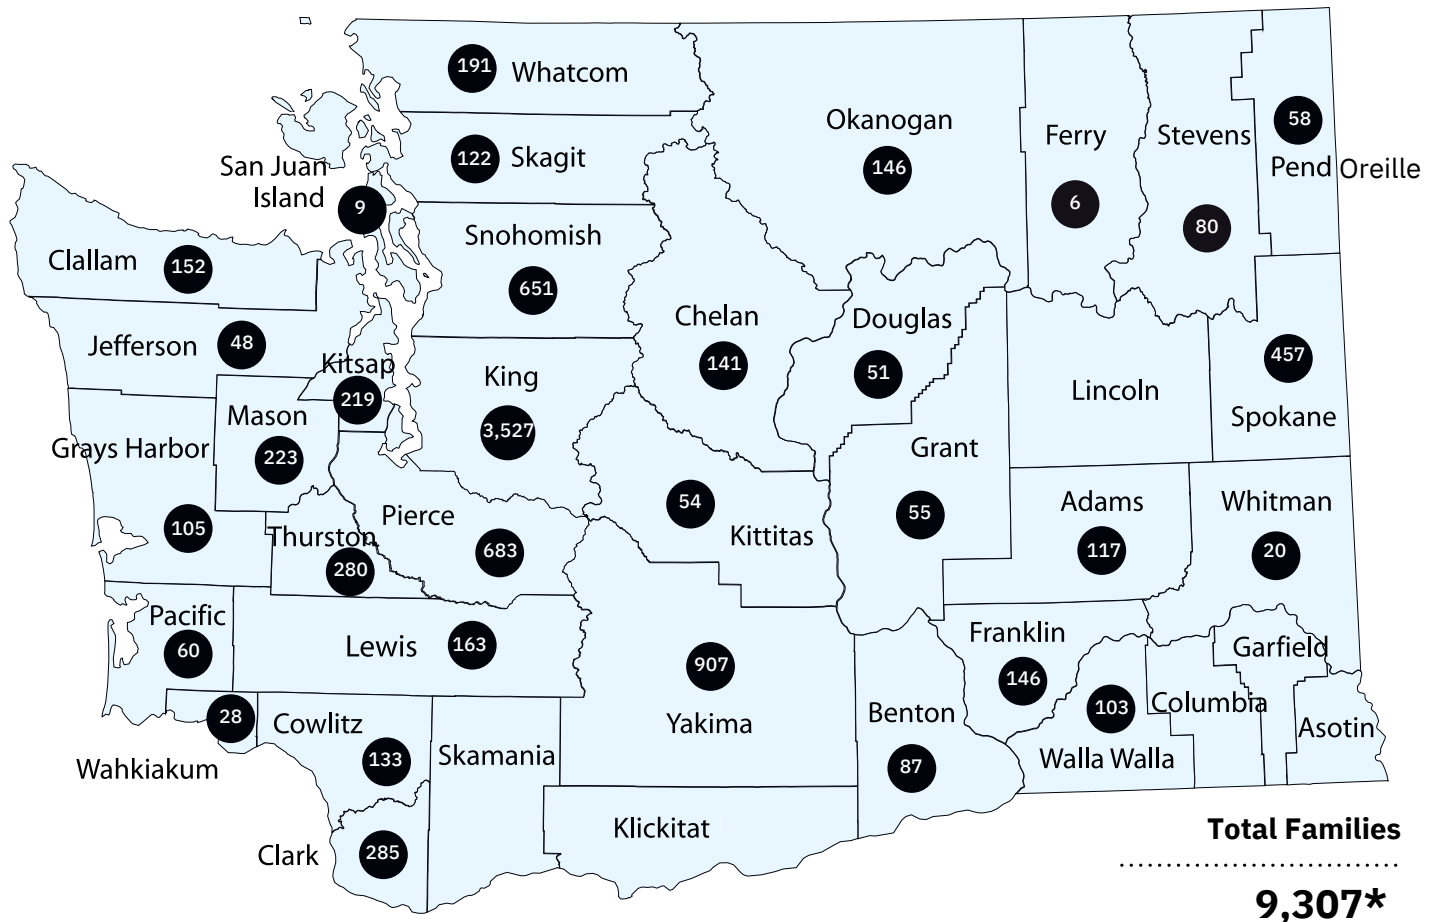 191 Whatcom
Okanogan
146
Ferry
6
Stevens
80
58
Pend Oreille
122 Skagit
San Juan
Island
9
Snohomish
651
Clallam 152
Jefferson 48
Kitsap
219
Chelan
141
Douglas
51
King
3,527
Lincoln
457
Spokane
Mason
223
Grays Harbor
105
Grant
55
54
Kittitas
Adams
117
Whitman
20
Pierce
683
Thurston
280
Pacific
60
Lewis 163
907
Yakima
Franklin
146
Garfield
28
Wahkiakum
Cowlitz
133
Skamania
Benton
87
103
Walla Walla
Columbia
Asotin
Klickitat
Clark 285
Total Families
9,307*